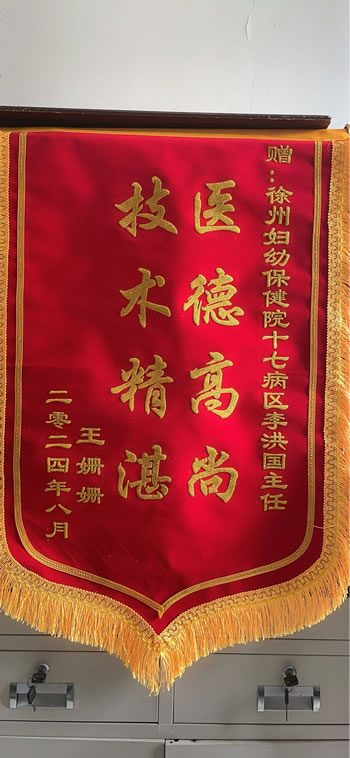 赠：徐州妇幼保健院十七病区李洪国主任
医德高尚
技术精湛
王姗姗
二零二四年八月